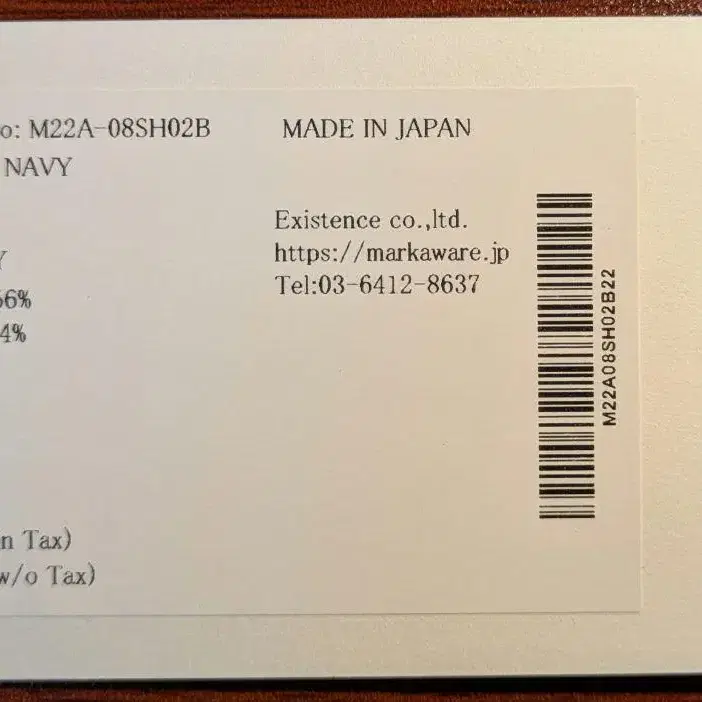 o: M22A-08SH02B
MADE IN JAPAN
NAVY
Existence co.,ltd.
https://markaware.jp
Tel:03-6412-8637
Y
66%
4%
n Tax)
w/o Tax)
M22A08SH02B22